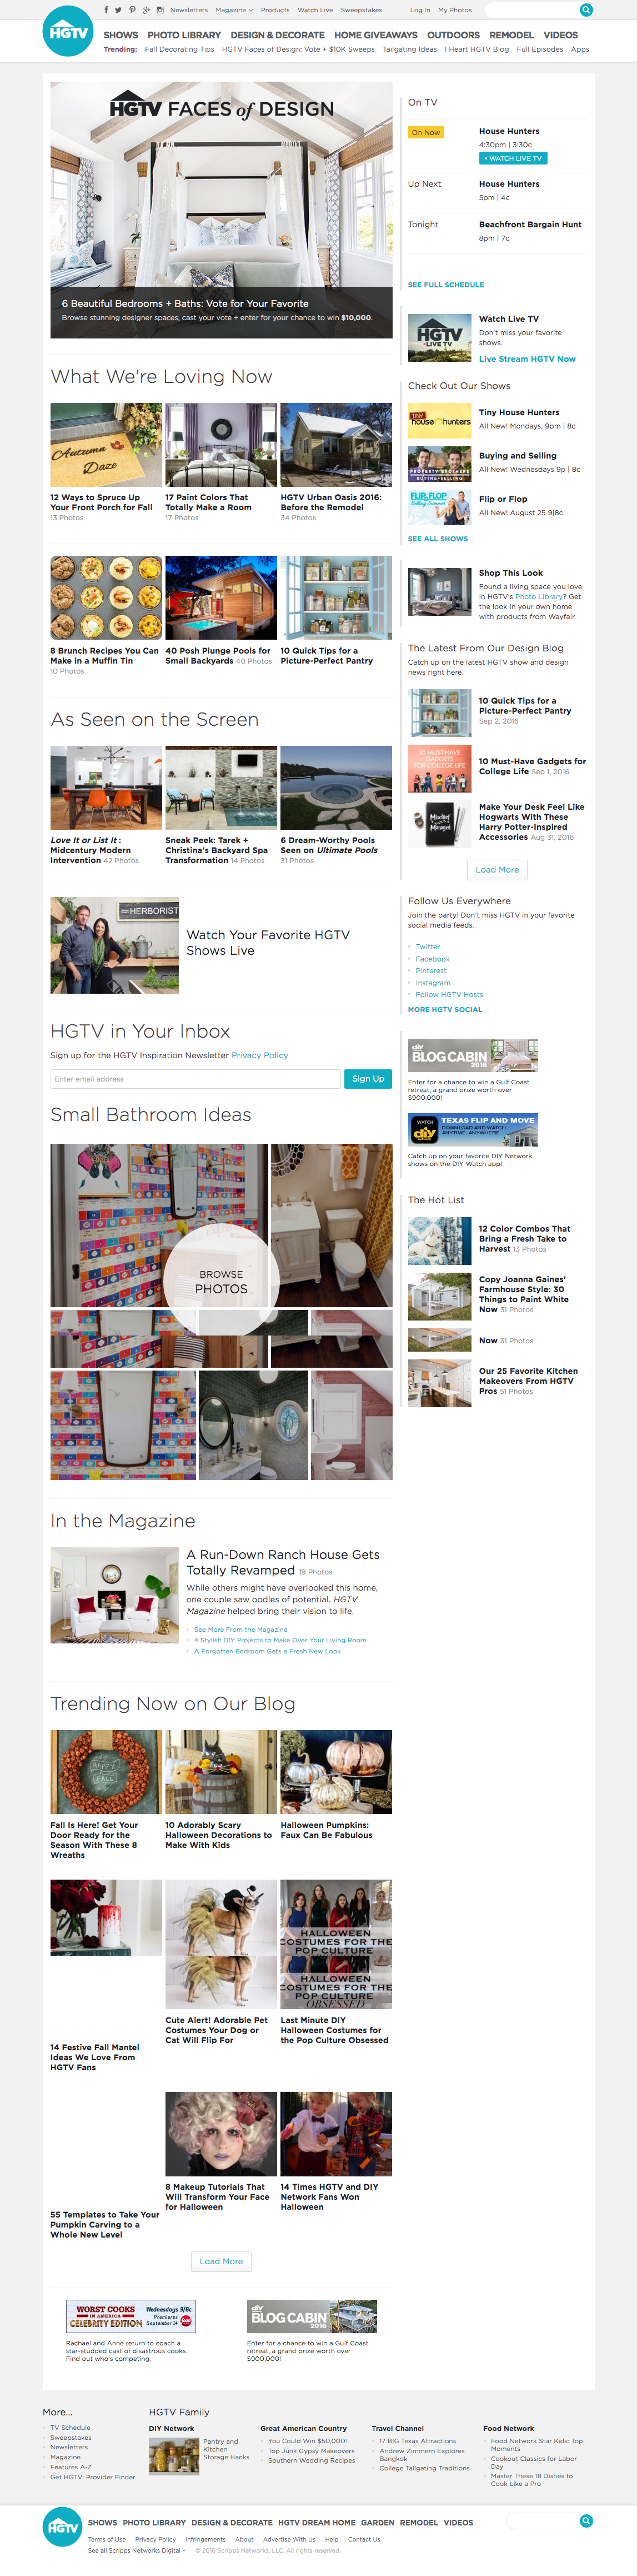 Newsletters Magazine Products Watch Live Sweepstakes Log In My Photos
HGTV
SHOWS PHOTO LIBRARY DESIGN & DECORATE HOME GIVEAWAYS OUTDOORS REMODEL VIDEOS
Trending: Fall Decorating Tips HGTV Faces of Design: Vote + $10K Sweeps Tailgating Ideas I Heart HGTV Blog Full Episodes Apps
HGTV FACES of DESIGN
6 Beautiful Bedrooms + Baths: Vote for Your Favorite
Browse stunning designer spaces, cast your vote + enter for your chance to win $10,000.
On TV
On Now
House Hunters
4:30pm | 3:30c
+ WATCH LIVE TV
Up Next
House Hunters
5pm | 4c
Tonight
Beachfront Bargain Hunt
8pm | 7c
SEE FULL SCHEDULE
HGTV
LIVE TV
Watch Live TV
Don't miss your favorite
shows.
Live Stream HGTV Now
Check Out Our Shows
TINY
house hunters
Tiny House Hunters
All New! Mondays, 9pm | 8c
PROPERTY BROTHERS
BUYING+SELLING
Buying and Selling
All New! Wednesdays 9p | 8c
FLIP FLOP
Flip or Flop
All New! August 25 9|8c
SEE ALL SHOWS
Shop This Look
Found a living space you love
in HGTV's Photo Library? Get
the look in your own home
with products from Wayfair.
The Latest From Our Design Blog
Catch up on the latest HGTV show and design
news right here.
10 Quick Tips for a
Picture-Perfect Pantry
Sep 2, 2016
10 MUST-HAVE
GADGETS
FOR COLLEGE LIFE
10 Must-Have Gadgets for
College Life Sep 1, 2016
Mischief
Managed
Make Your Desk Feel Like
Hogwarts With These
Harry Potter-Inspired
Accessories Aug 31, 2016
Load More
Follow Us Everywhere
Join the party! Don't miss HGTV in your favorite
social media feeds.
Twitter
Facebook
Pinterest
Instagram
Follow HGTV Hosts
MORE HGTV SOCIAL
diy
BLOG CABIN
2016
Enter for a chance to win a Gulf Coast
retreat, a grand prize worth over
$900,000!
WATCH
diy
TEXAS FLIP AND MOVE
DOWNLOAD AND WATCH
ANYTIME, ANYWHERE
Catch up on your favorite DIY Network
shows on the DIY Watch app!
The Hot List
12 Color Combos That
Bring a Fresh Take to
Harvest 13 Photos
Copy Joanna Gaines'
Farmhouse Style: 30
Things to Paint White
Now 31 Photos
Now 31 Photos
Our 25 Favorite Kitchen
Makeovers From HGTV
Pros 51 Photos
What We're Loving Now
Autumn
Daze
12 Ways to Spruce Up
Your Front Porch for Fall
13 Photos
17 Paint Colors That
Totally Make a Room
17 Photos
HGTV Urban Oasis 2016:
Before the Remodel
34 Photos
8 Brunch Recipes You Can
Make in a Muffin Tin
10 Photos
40 Posh Plunge Pools for
Small Backyards 40 Photos
10 Quick Tips for a
Picture-Perfect Pantry
As Seen on the Screen
Love It or List It :
Midcentury Modern
Intervention 42 Photos
Sneak Peek: Tarek +
Christina's Backyard Spa
Transformation 14 Photos
6 Dream-Worthy Pools
Seen on Ultimate Pools
31 Photos
HERBORIST
Watch Your Favorite HGTV
Shows Live
HGTV in Your Inbox
Sign up for the HGTV Inspiration Newsletter Privacy Policy
Enter email address
Sign Up
Small Bathroom Ideas
BROWSE
PHOTOS
In the Magazine
A Run-Down Ranch House Gets
Totally Revamped 19 Photos
While others might have overlooked this home,
one couple saw oodles of potential. HGTV
Magazine helped bring their vision to life.
See More From the Magazine
4 Stylish DIY Projects to Make Over Your Living Room
A Forgotten Bedroom Gets a Fresh New Look
Trending Now on Our Blog
HAPPY
FALL
Fall Is Here! Get Your
Door Ready for the
Season With These 8
Wreaths
10 Adorably Scary
Halloween Decorations to
Make With Kids
Halloween Pumpkins:
Faux Can Be Fabulous
HALLOWEEN
COSTUMES FOR THE
POP CULTURE
HALLOWEEN
COSTUMES FOR THE
POP CULTURE
OBSESSED
14 Festive Fall Mantel
Ideas We Love From
HGTV Fans
Cute Alert! Adorable Pet
Costumes Your Dog or
Cat Will Flip For
Last Minute DIY
Halloween Costumes for
the Pop Culture Obsessed
55 Templates to Take Your
Pumpkin Carving to a
Whole New Level
8 Makeup Tutorials That
Will Transform Your Face
for Halloween
14 Times HGTV and DIY
Network Fans Won
Halloween
Load More
WORST COOKS
IN AMERICA
CELEBRITY EDITION
Wednesdays 9/8c
Premieres
September 14
food
Rachael and Anne return to coach a
star-studded cast of disastrous cooks.
Find out who's competing.
diy
BLOG CABIN
2016
Enter for a chance to win a Gulf Coast
retreat, a grand prize worth over
$900,000!
More...
TV Schedule
Sweepstakes
Newsletters
Magazine
Features A-Z
Get HGTV: Provider Finder
HGTV Family
DIY Network
Pantry and
Kitchen
Storage Hacks
Great American Country
You Could Win $50,000!
Top Junk Gypsy Makeovers
Southern Wedding Recipes
Travel Channel
17 BIG Texas Attractions
Andrew Zimmern Explores
Bangkok
College Tailgating Traditions
Food Network
Food Network Star Kids: Top
Moments
Cookout Classics for Labor
Day
Master These 18 Dishes to
Cook Like a Pro
HGTV
SHOWS PHOTO LIBRARY DESIGN & DECORATE HGTV DREAM HOME GARDEN REMODEL VIDEOS
Terms of Use Privacy Policy Infringements About Advertise With Us Help Contact Us
See all Scripps Networks Digital © 2016 Scripps Networks, LLC. All rights reserved.